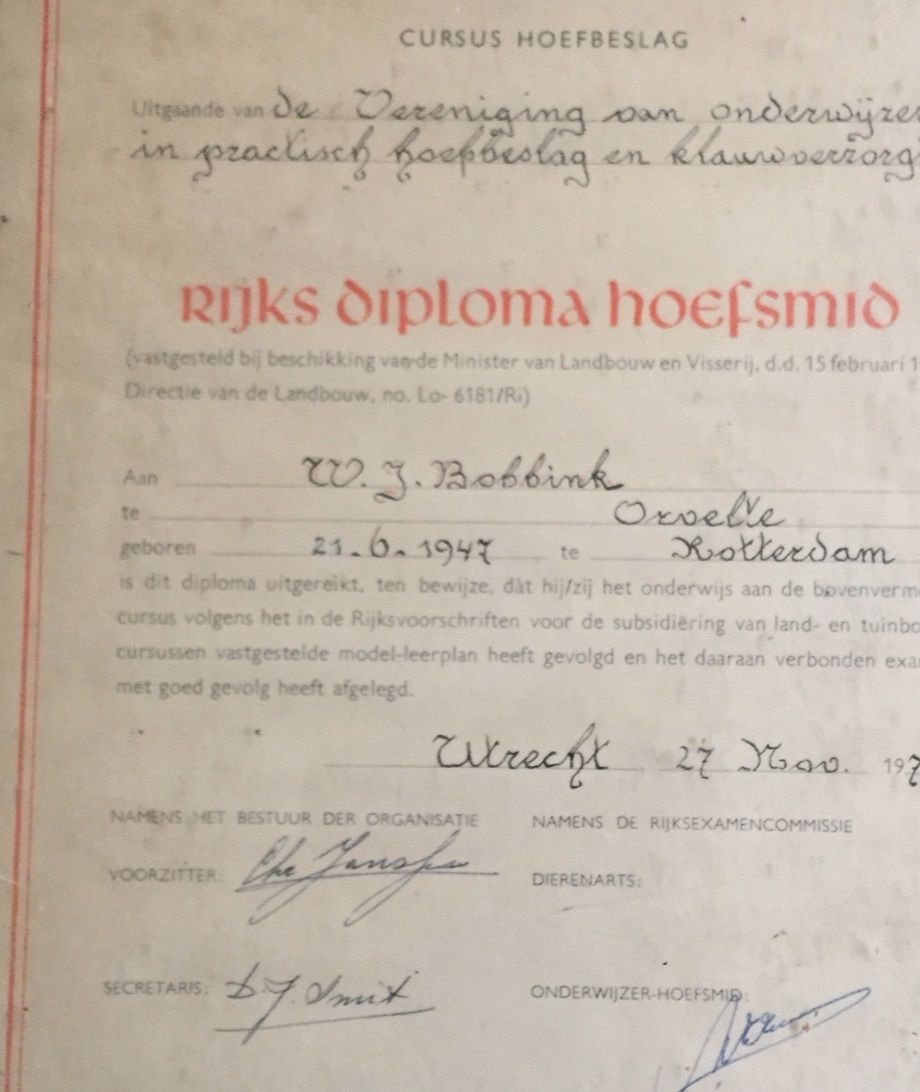 CURSUS HOEFBESLAG
Uitgaande van de Vereniging van onderwijze
in practisch hoefbeslag en klauwverzorg
Rijks diploma hoefsmid
(vastgesteld bij beschikking van de Minister van Landbouw en Visserij, d.d. 15 februari 1
Directie van de Landbouw, no. Lo- 6181/Ri)
Aan W. J. Bobbink
te Orvelte
geboren 21-6-1947 te Rotterdam
is dit diploma uitgereikt, ten bewijze, dat hij/zij het onderwijs aan de bovenverm
cursus volgens het in de Rijksvoorschriften voor de subsidiëring van land- en tuinbo
cursussen vastgestelde model-leerplan heeft gevolgd en het daaraan verbonden exa
met goed gevolg heeft afgelegd.
Utrecht 27 Nov. 197
NAMENS HET BESTUUR DER ORGANISATIE NAMENS DE RIJKSEXAMENCOMMISSIE
VOORZITTER: DIERENARTS:
SECRETARIS: D.J. Smit ONDERWIJZER-HOEFSMID: